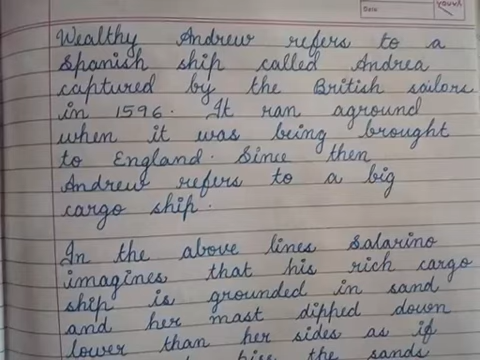 Date
YOUVA
Wealthy Andrew refers to a
Spanish ship called Andrea
captured by the British sailors
in 1596. It ran aground
when it was being brought
to England. Since then
Andrew refers to a big
cargo ship.
In the above lines Salarino
imagines that his rich cargo
ship is grounded in sand
and her mast dipped down
lower than her sides as if
the sands